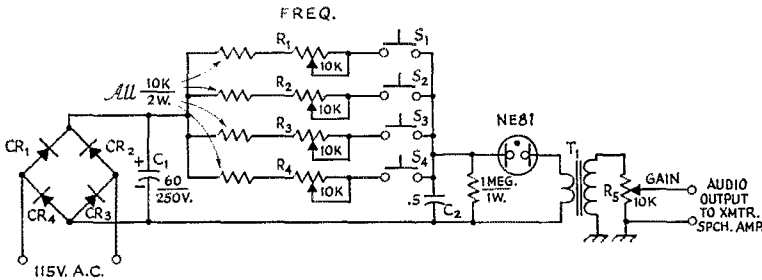 FREQ.
R1
10K
S1
All 10K
2W.
R2
10K
S2
R3
10K
S3
R4
10K
S4
NE81
CR1
CR2
CR4
CR3
+
C1
-
60
250V.
1 MEG.
1W.
.5
C2
T1
R5
10K
GAIN
AUDIO
OUTPUT
TO XMTR.
SPCH. AMP.
115V. A.C.